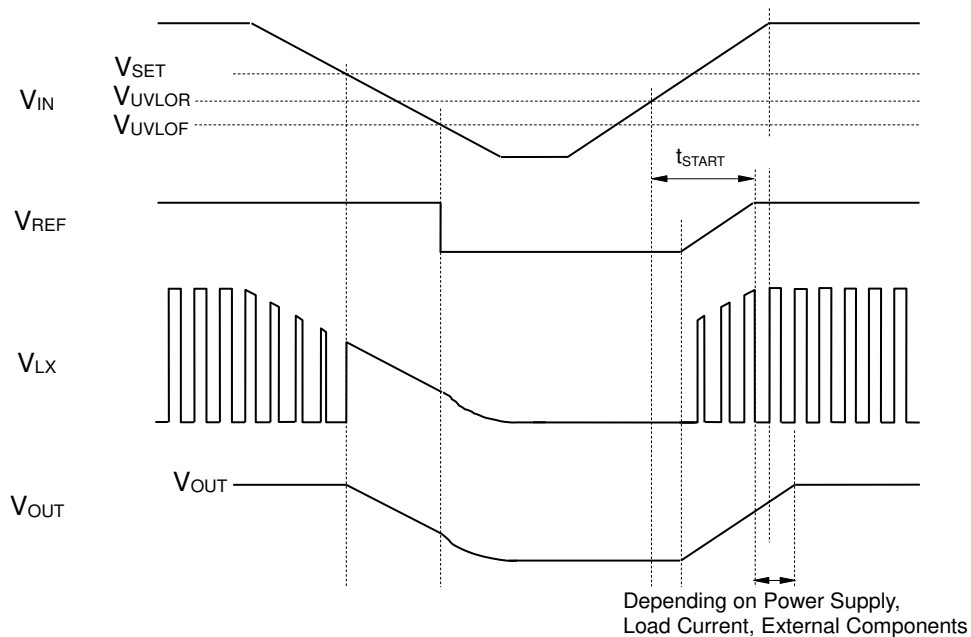 VSET
VIN
VUVLOR
VUVLOF
tSTART
VREF
VLX
VOUT
VOUT
Depending on Power Supply,
Load Current, External Components